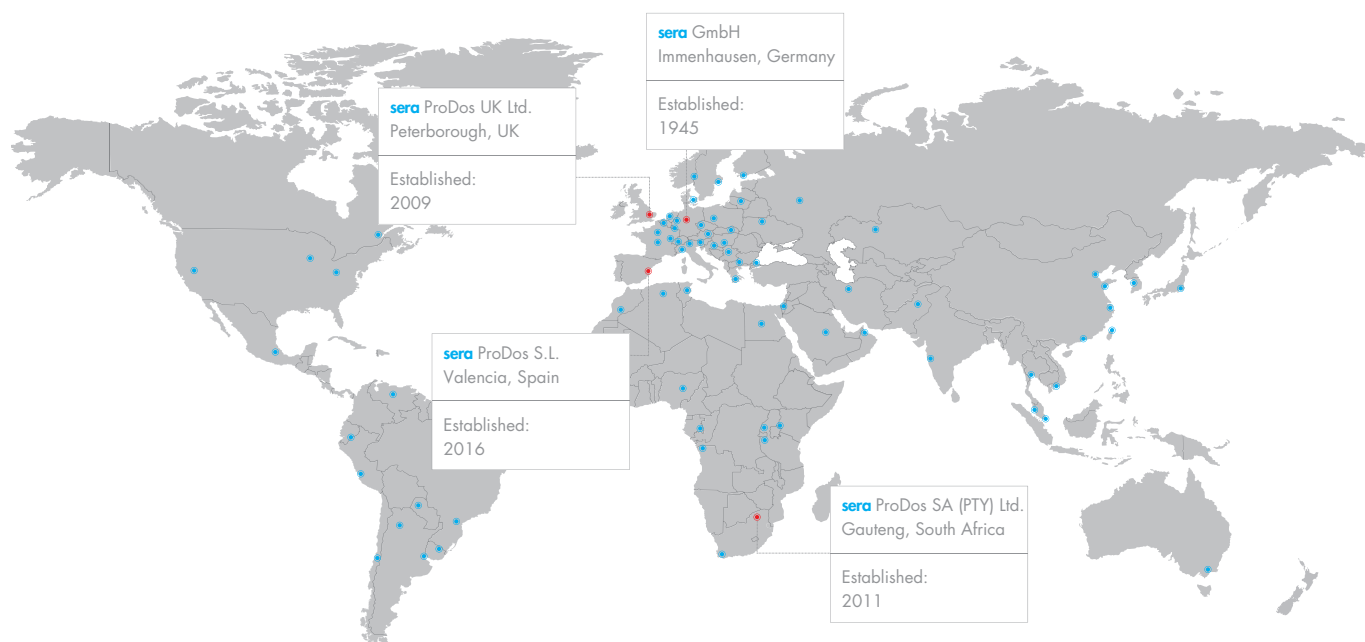 sera GmbH
Immenhausen, Germany
Established:
1945
sera ProDos UK Ltd.
Peterborough, UK
Established:
2009
sera ProDos S.L.
Valencia, Spain
Established:
2016
sera ProDos SA (PTY) Ltd.
Gauteng, South Africa
Established:
2011